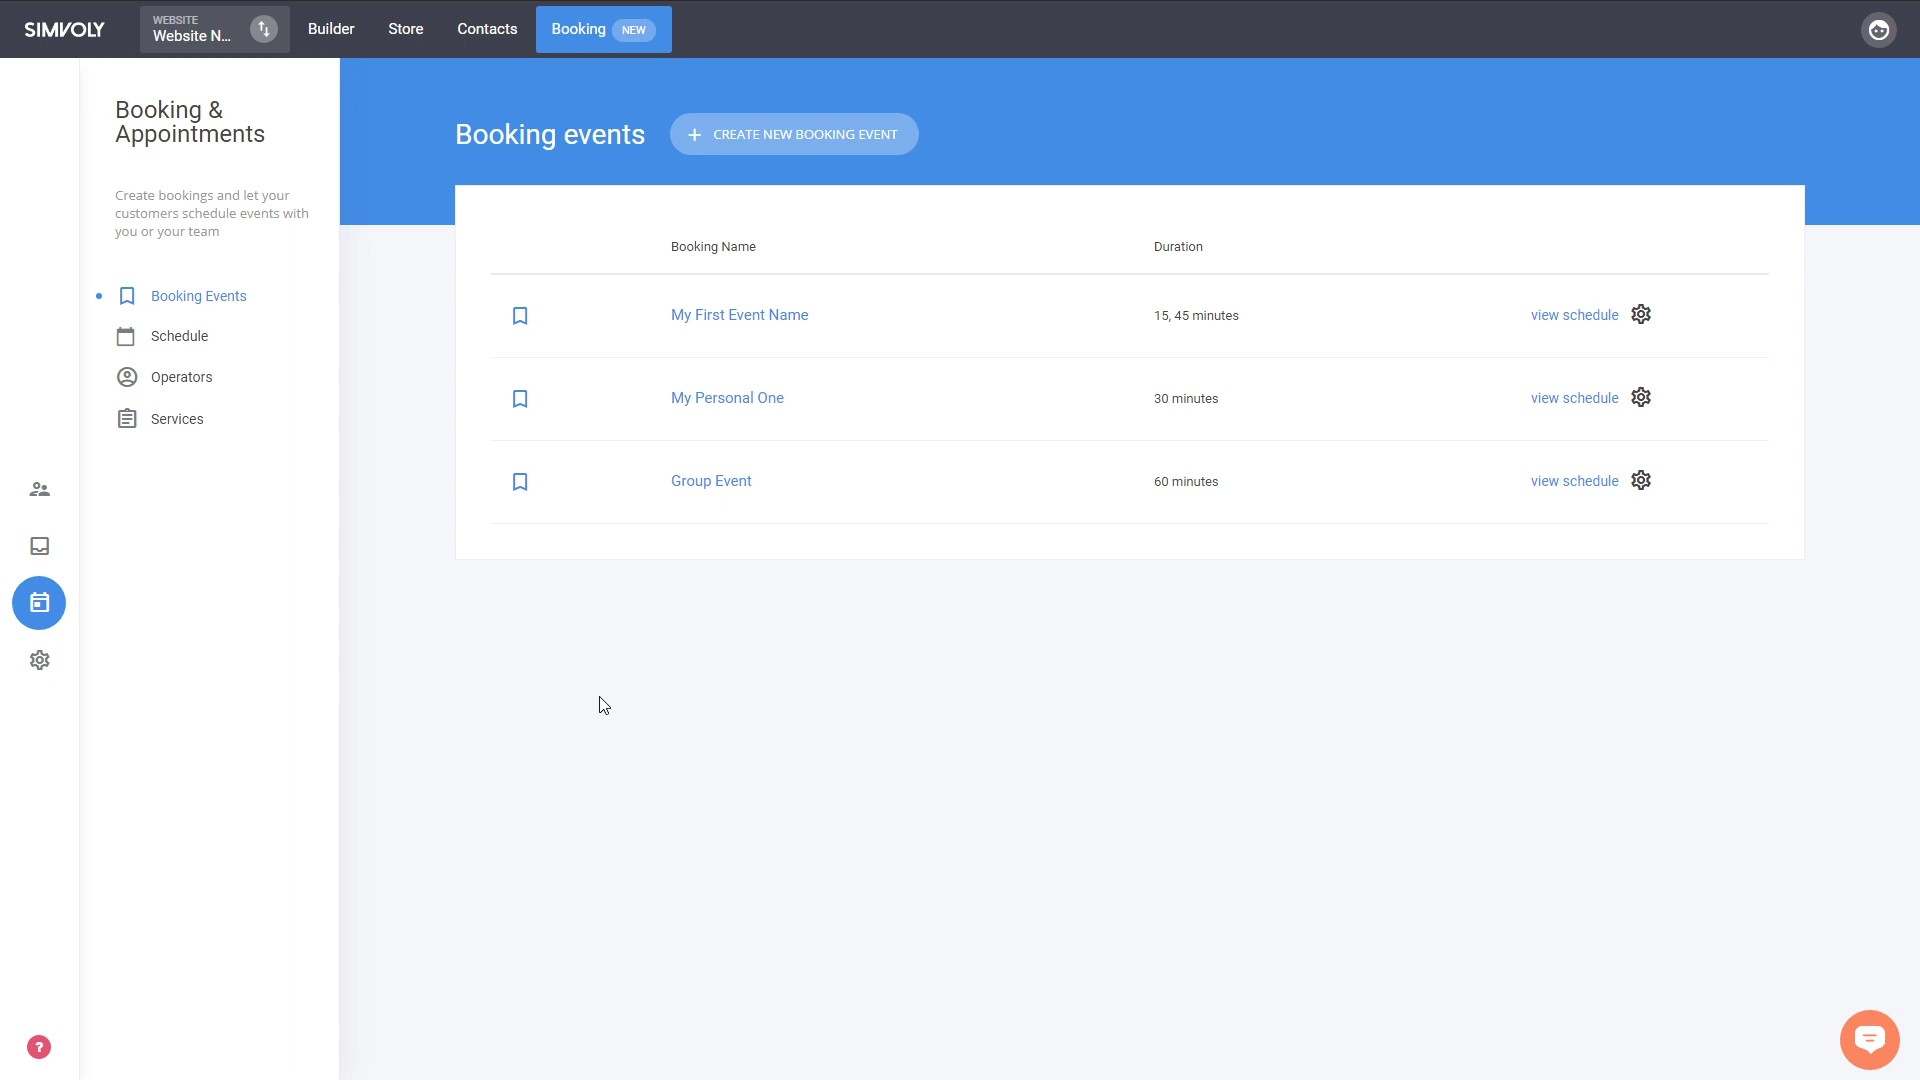 SIMVOLY
WEBSITE
Website N...
Builder
Store
Contacts
Booking NEW
Booking &
Appointments
Create bookings and let your
customers schedule events with
you or your team
Booking Events
Schedule
Operators
Services
?
Booking events
+ CREATE NEW BOOKING EVENT
Booking Name Duration
My First Event Name 15, 45 minutes view schedule
My Personal One 30 minutes view schedule
Group Event 60 minutes view schedule